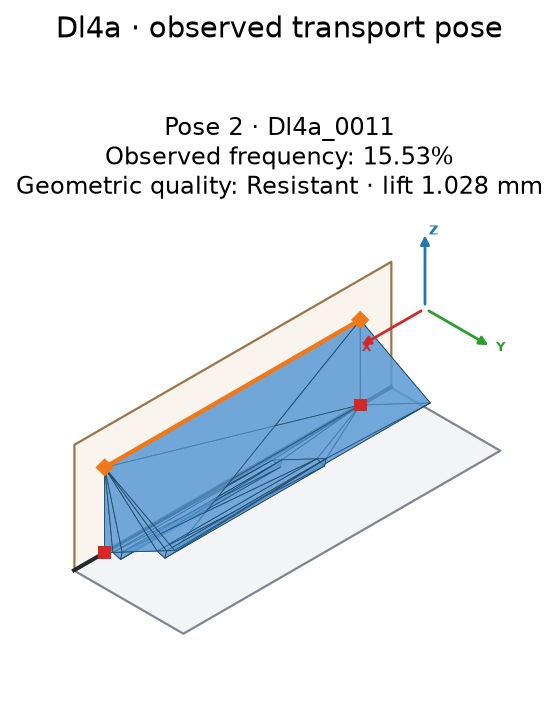 Dl4a · observed transport pose
Pose 2 · Dl4a_0011
Observed frequency: 15.53%
Geometric quality: Resistant · lift 1.028 mm
Z
X
Y